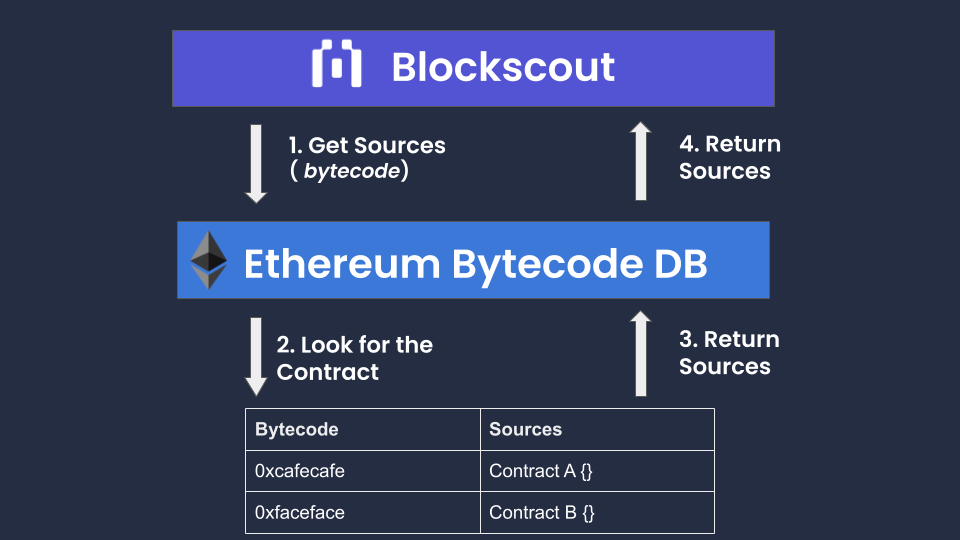 Blockscout
1. Get Sources
( bytecode)
4. Return
Sources
Ethereum Bytecode DB
2. Look for the
Contract
3. Return
Sources
Bytecode Sources
0xcafecafe Contract A {}
0xfaceface Contract B {}